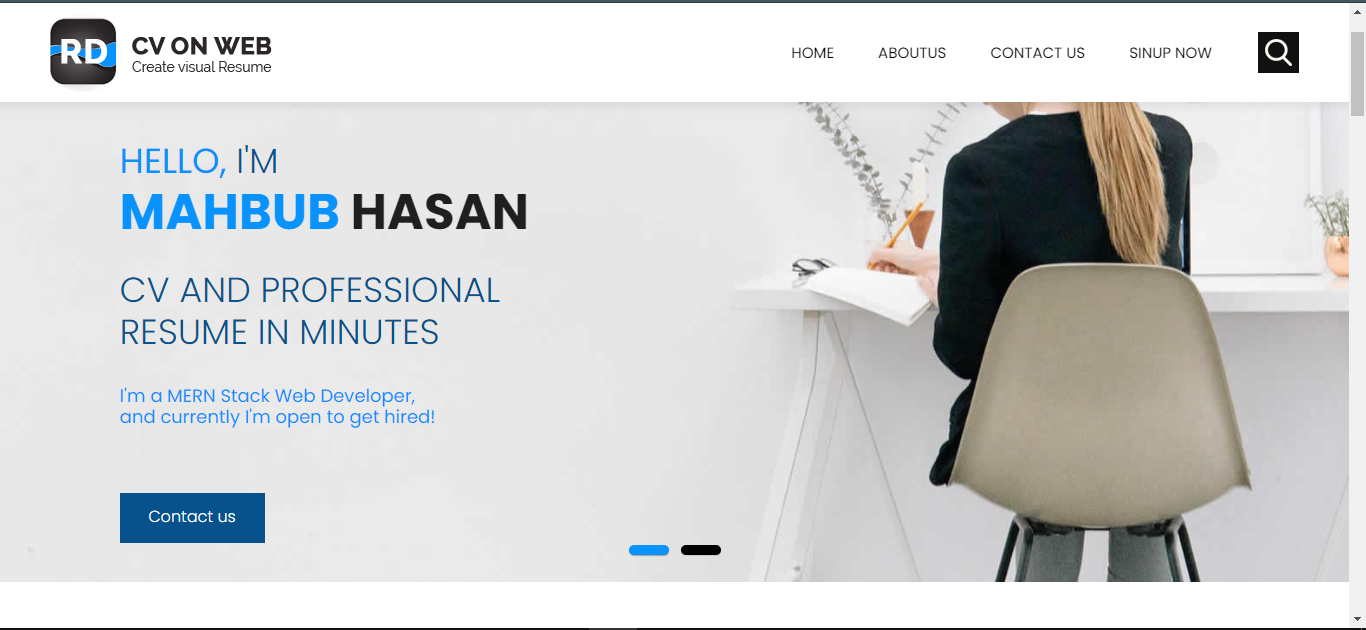 RD
CV ON WEB
Create visual Resume
HOME ABOUTUS CONTACT US SINUP NOW
HELLO, I'M
MAHBUB HASAN
CV AND PROFESSIONAL
RESUME IN MINUTES
I'm a MERN Stack Web Developer,
and currently I'm open to get hired!
Contact us